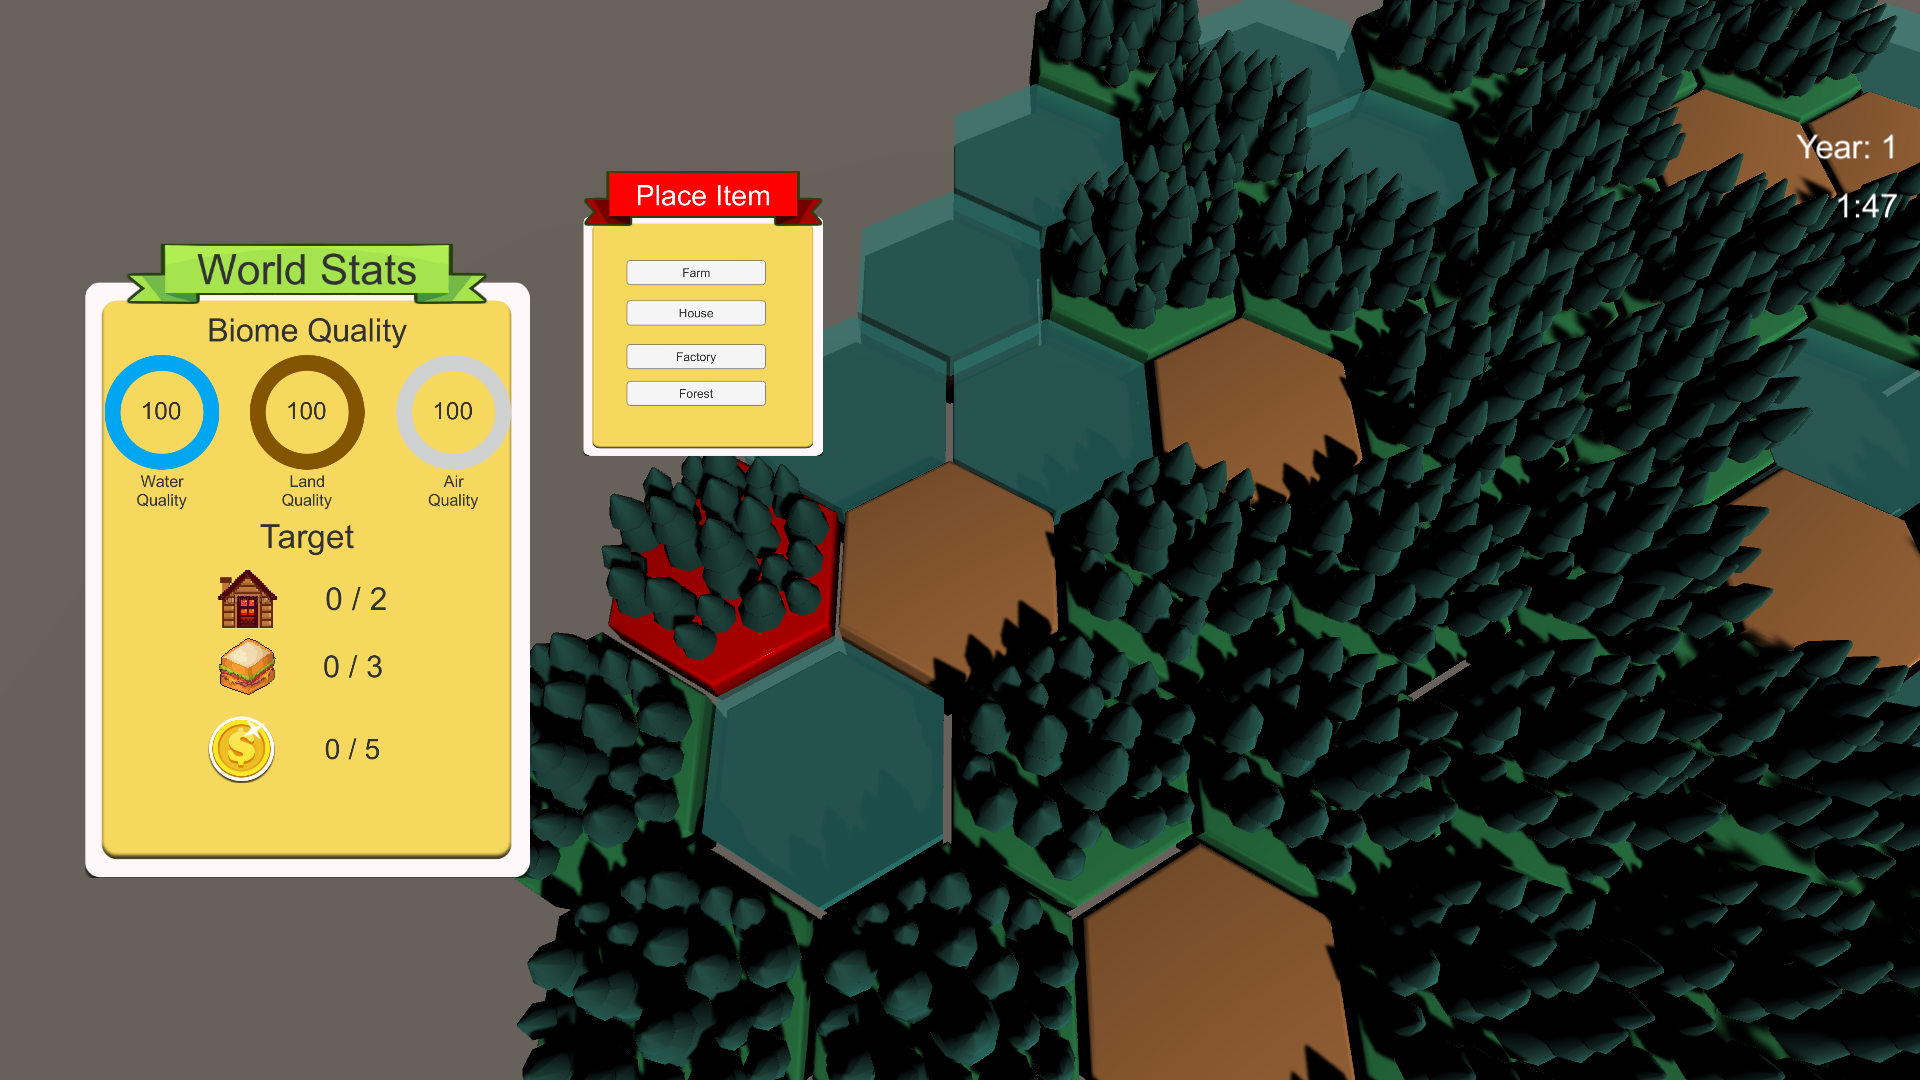 Year: 1
1:47
Place Item
Farm
House
Factory
Forest
World Stats
Biome Quality
100
100
100
Water
Quality
Land
Quality
Air
Quality
Target
0 / 2
0 / 3
$
0 / 5